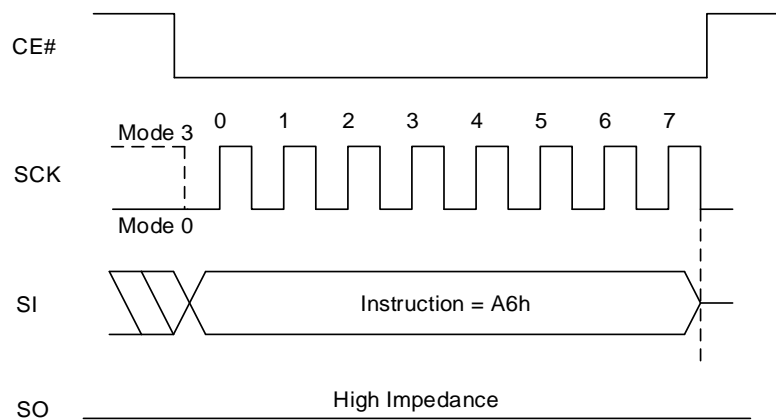 CE#
Mode 3
0 1 2 3 4 5 6 7
SCK
Mode 0
SI
Instruction = A6h
SO
High Impedance